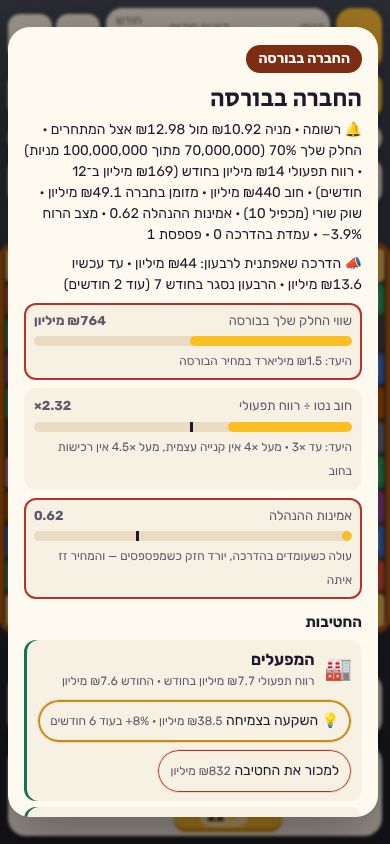 החברה בבורסה
החברה בבורסה
🔔 רשומה · מניה ₪10.92 מול ₪12.98 אצל המתחרים ·
החלק שלך 70% (70,000,000 מתוך 100,000,000 מניות)
· רווח תפעולי ₪14 מיליון בחודש (₪169 מיליון ב־12
חודשים) · חוב ₪440 מיליון · מזומן בחברה ₪49.1 מיליון ·
שוק שורי (מכפיל 10) · אמינות ההנהלה 0.62 · מצב הרוח
−3.9% · עמדת בהדרכה 0 · פספסת 1
📣 הדרכה שאפתנית לרבעון: ₪44 מיליון · עד עכשיו
₪13.6 מיליון · הרבעון נסגר בחודש 7 (עוד 2 חודשים)
שווי החלק שלך בבורסה ₪764 מיליון
היעד: ₪1.5 מיליארד במחיר הבורסה
חוב נטו ÷ רווח תפעולי 2.32×
היעד: עד 3× · מעל 4× אין קנייה עצמית, מעל 4.5× אין רכישות
בחוב
אמינות ההנהלה 0.62
עולה כשעומדים בהדרכה, יורד חזק כשמפספסים — והמחיר זז
איתה
החטיבות
המפעלים
רווח תפעולי ₪7.7 מיליון בחודש · החודש ₪7.6 מיליון
💡 השקעה בצמיחה ₪38.5 מיליון · +8% בעוד 6 חודשים
למכור את החטיבה ₪832 מיליון